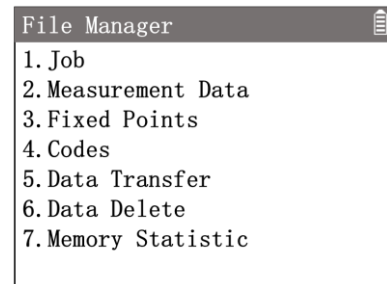 File Manager
1. Job
2. Measurement Data
3. Fixed Points
4. Codes
5. Data Transfer
6. Data Delete
7. Memory Statistic